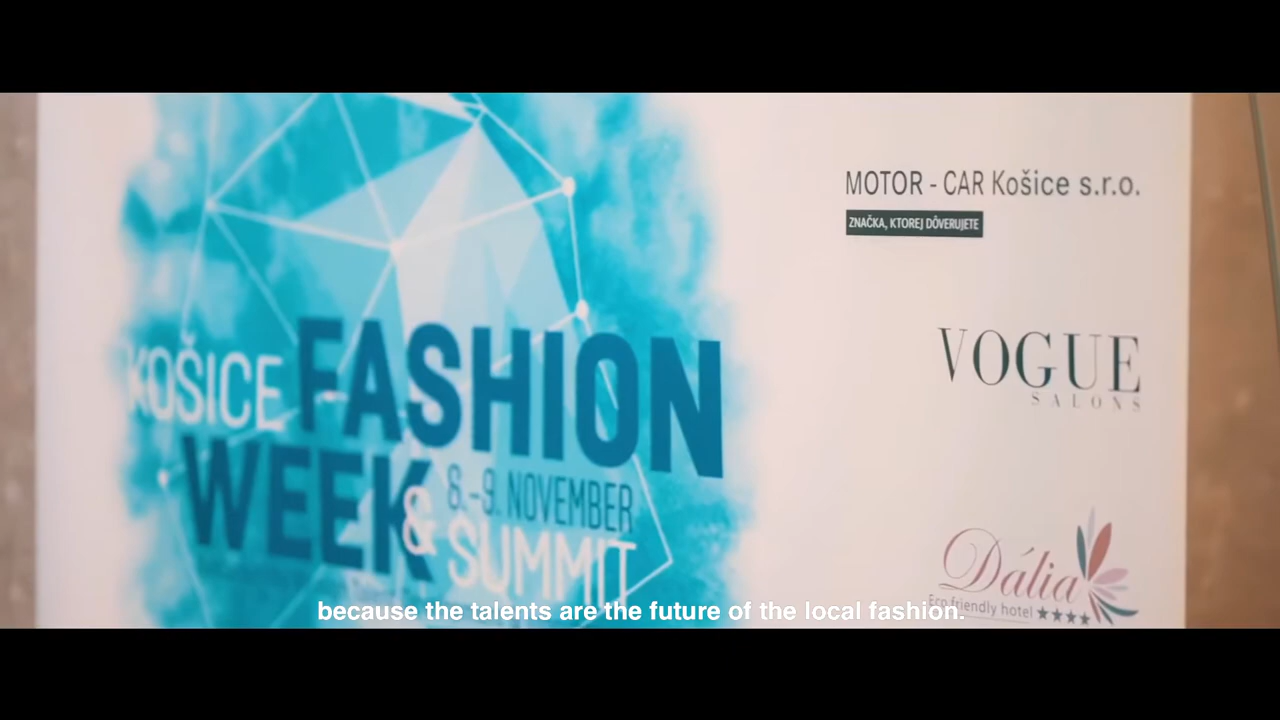 KOŠICE FASHION
WEEK
6.-9. NOVEMBER
& SUMMIT
MOTOR - CAR Košice s.r.o.
ZNAČKA, KTOREJ DÔVERUJETE
VOGUE
SALONS
Dália
Eco friendly hotel ★★★★
because the talents are the future of the local fashion.